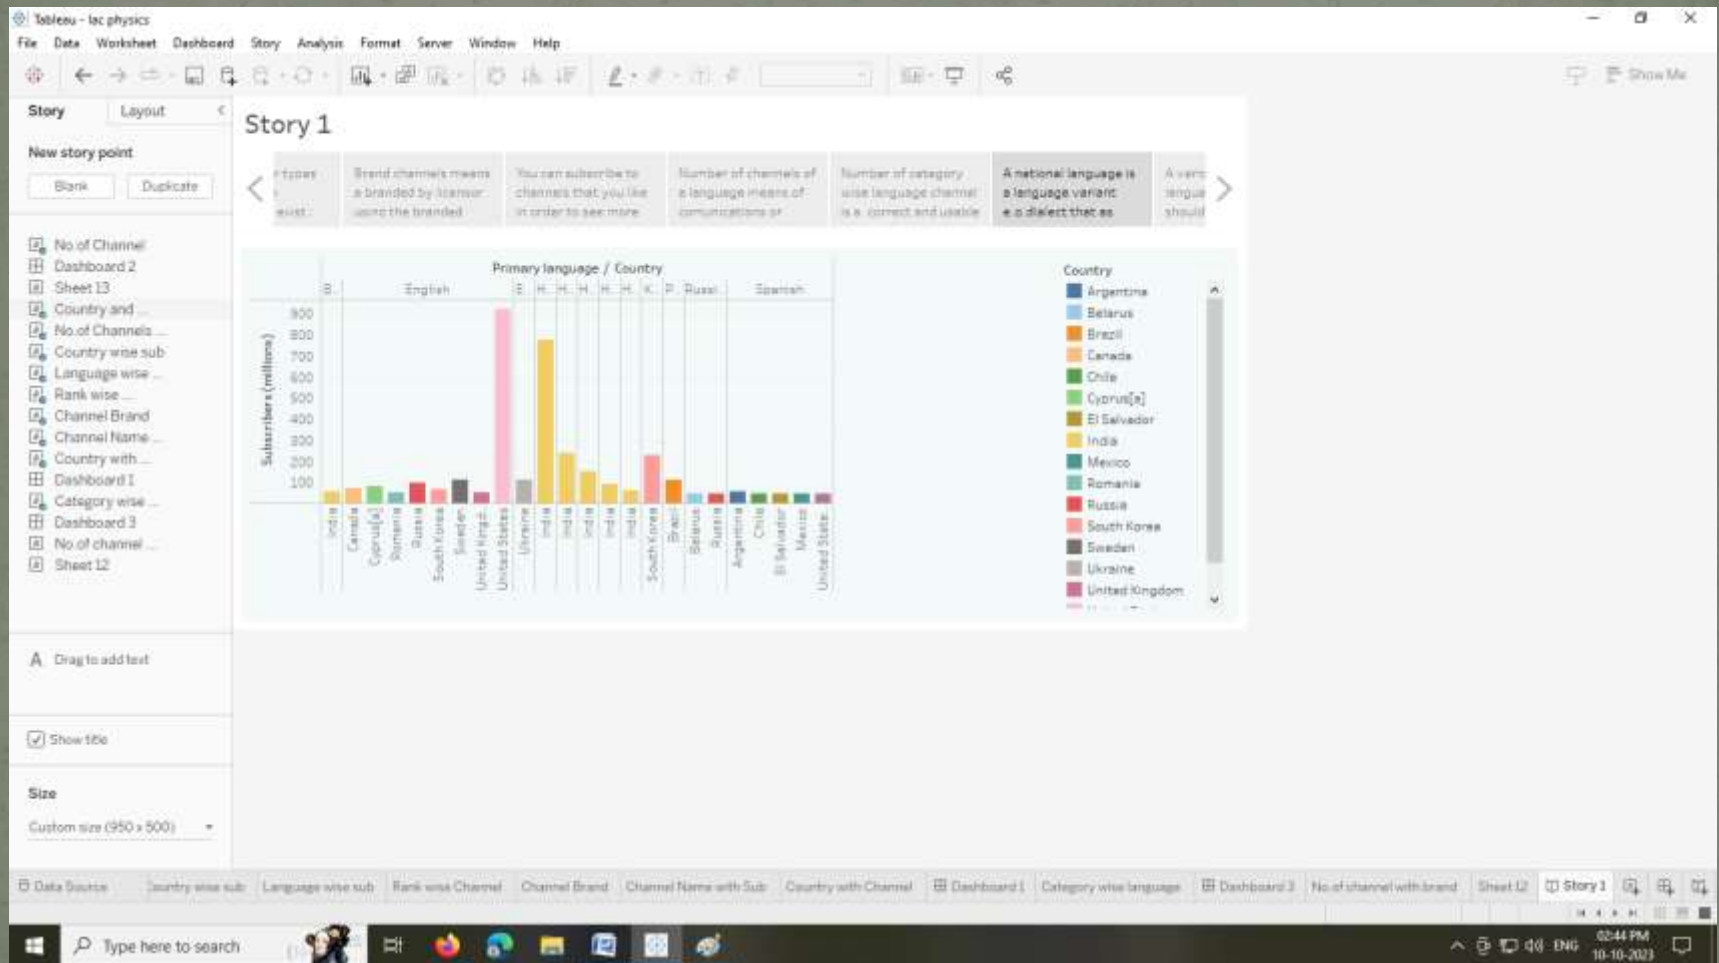 Tableau - lac physics
File Data Worksheet Dashboard Story Analysis Format Server Window Help
Show Me
Story Layout
New story point
Blank Duplicate
No.of Channel
Dashboard 2
Sheet 13
Country and ...
No.of Channels ...
Country wise sub
Language wise ...
Rank wise ...
Channel Brand
Channel Name ...
Country with ...
Dashboard 1
Category wise ...
Dashboard 3
No.of channel ...
Sheet 12
A Drag to add text
Show title
Size
Custom size (950 x 500)
Story 1
types
exist.
Brand channels means
a branded by licensor
using the branded
You can subscribe to
channels that you like
in order to see more
Number of channels of
a language means of
Number of category
wise language channel
is a correct and usable
A national language is
a language variant
e.o dialect that as
should
Primary language / Country
B.. English E. H.. H.. H.. H.. H.. K.. P.. Russi.. Spanish
Subscribers (millions)
900
800
700
600
500
400
300
200
100
India
Canada
Cyprus[a]
Romania
Russia
South Korea
Sweden
United Kingd..
United States
Ukraine
India
India
India
India
India
South Korea
Brazil
Belarus
Russia
Argentina
Chile
El Salvador
Mexico
United State..
Country
Argentina
Belarus
Brazil
Canada
Chile
Cyprus[a]
El Salvador
India
Mexico
Romania
Russia
South Korea
Sweden
Ukraine
United Kingdom
Data Source Country wise sub Language wise sub Rank wise Channel Channel Brand Channel Name with Sub Country with Channel Dashboard 1 Category wise language Dashboard 3 No.of channel with brand Sheet 12 Story 1
Type here to search
ENG
02:44 PM
10-10-2023